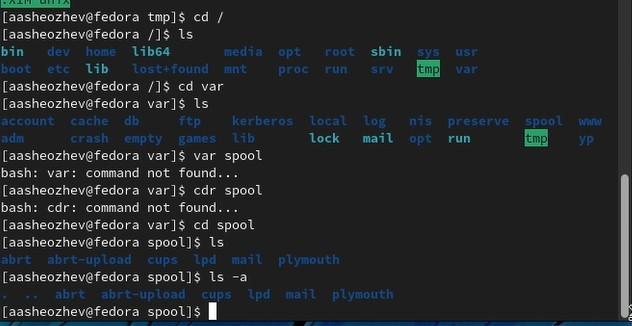 .XIM-unix
[aasheozhev@fedora tmp]$ cd /
[aasheozhev@fedora /]$ ls
bin   dev  home  lib64       media  opt   root  sbin  sys  usr
boot  etc  lib   lost+found  mnt    proc  run   srv   tmp  var
[aasheozhev@fedora /]$ cd var
[aasheozhev@fedora var]$ ls
account  cache  db     ftp    kerberos  local  log   nis  preserve  spool  www
adm      crash  empty  games  lib       lock   mail  opt  run       tmp    yp
[aasheozhev@fedora var]$ var spool
bash: var: command not found...
[aasheozhev@fedora var]$ cdr spool
bash: cdr: command not found...
[aasheozhev@fedora var]$ cd spool
[aasheozhev@fedora spool]$ ls
abrt  abrt-upload  cups  lpd  mail  plymouth
[aasheozhev@fedora spool]$ ls -a
.  ..  abrt  abrt-upload  cups  lpd  mail  plymouth
[aasheozhev@fedora spool]$